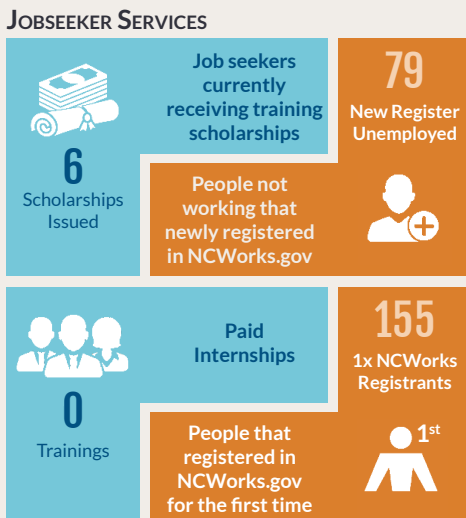 JOBSEEKER SERVICES
6
Scholarships
Issued
Job seekers
currently
receiving training
scholarships
79
New Register
Unemployed
People not
working that
newly registered
in NCWorks.gov
0
Trainings
Paid
Internships
155
1x NCWorks
Registrants
1st
People that
registered in
NCWorks.gov
for the first time